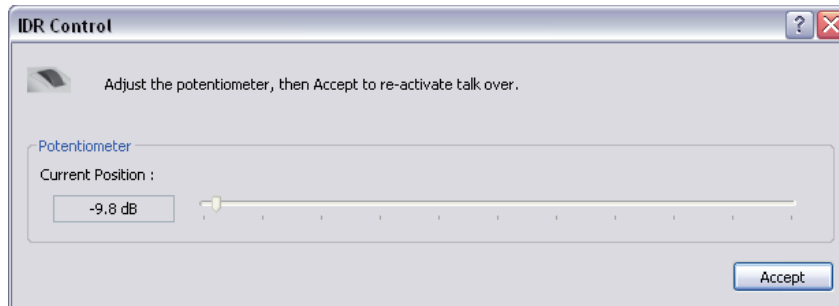 IDR Control
Adjust the potentiometer, then Accept to re-activate talk over.
Potentiometer
Current Position :
-9.8 dB
Accept